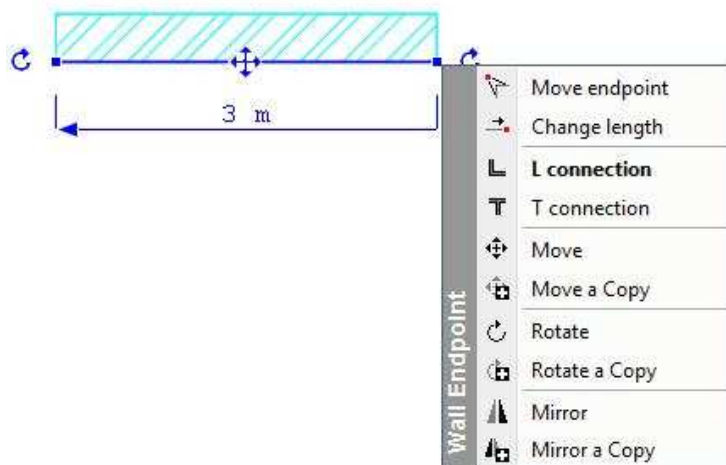 3 m
Move endpoint
Change length
L connection
T connection
Move
Move a Copy
Rotate
Rotate a Copy
Mirror
Mirror a Copy
Wall Endpoint